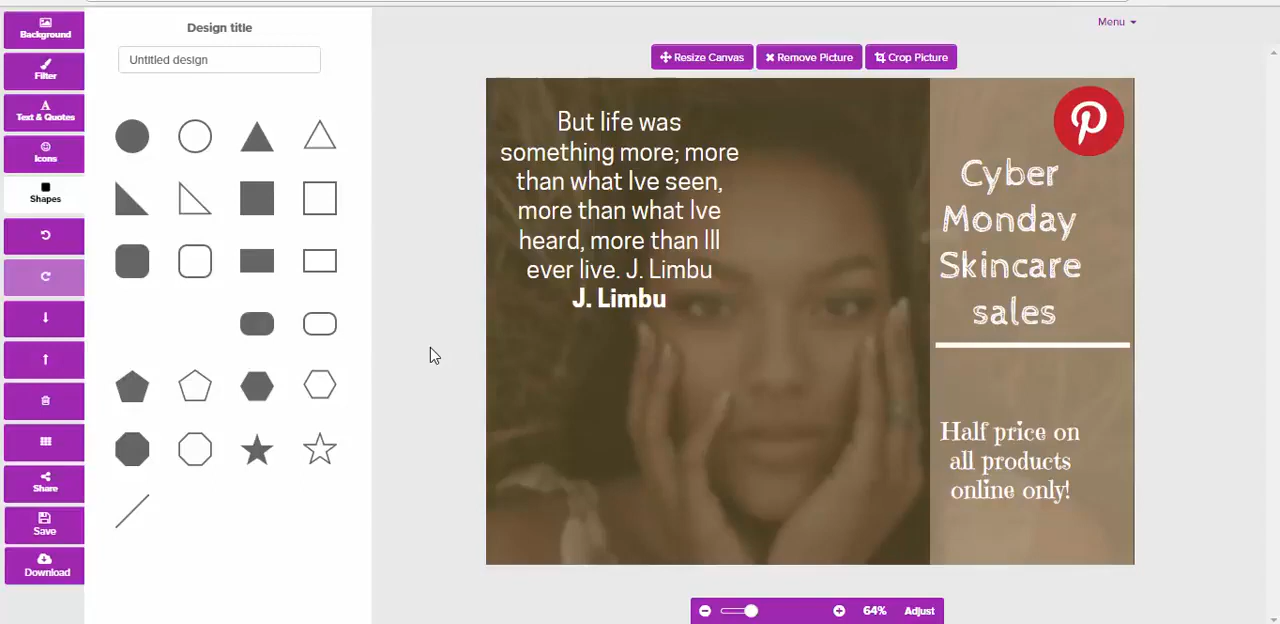 Design title
Untitled design
Menu
Background
Filter
Text & Quotes
Icons
Shapes
Share
Save
Download
Resize Canvas
Remove Picture
Crop Picture
But life was
something more; more
than what Ive seen,
more than what Ive
heard, more than Ill
ever live. J. Limbu
J. Limbu
Cyber
Monday
Skincare
sales
Half price on
all products
online only!
64%
Adjust